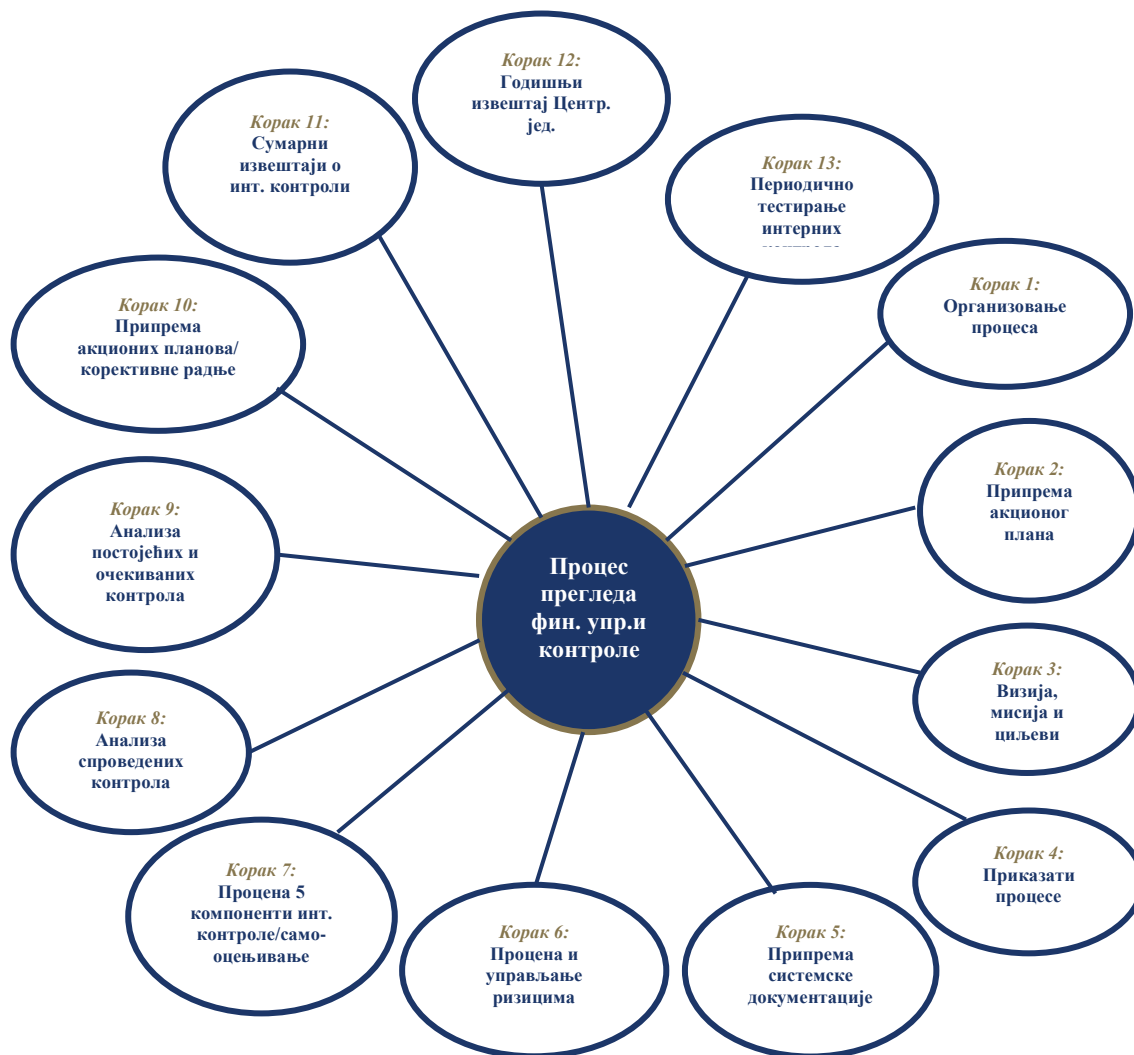 Процес
прегледа
фин. упр.и
контроле
Корак 1:
Организовање
процеса
Корак 2:
Припрема
акционог
плана
Корак 3:
Визија,
мисија и
циљеви
Корак 4:
Приказати
процесе
Корак 5:
Припрема
системске
документације
Корак 6:
Процена и
управљање
ризицима
Корак 7:
Процена 5
компоненти инт.
контроле/само-
оцењивање
Корак 8:
Анализа
спроведених
контрола
Корак 9:
Анализа
постојећих и
очекиваних
контрола
Корак 10:
Припрема
акционих планова/
корективне радње
Корак 11:
Сумарни
извештаји о
инт. контроли
Корак 12:
Годишњи
извештај Центр.
јед.
Корак 13:
Периодично
тестирање
интерних